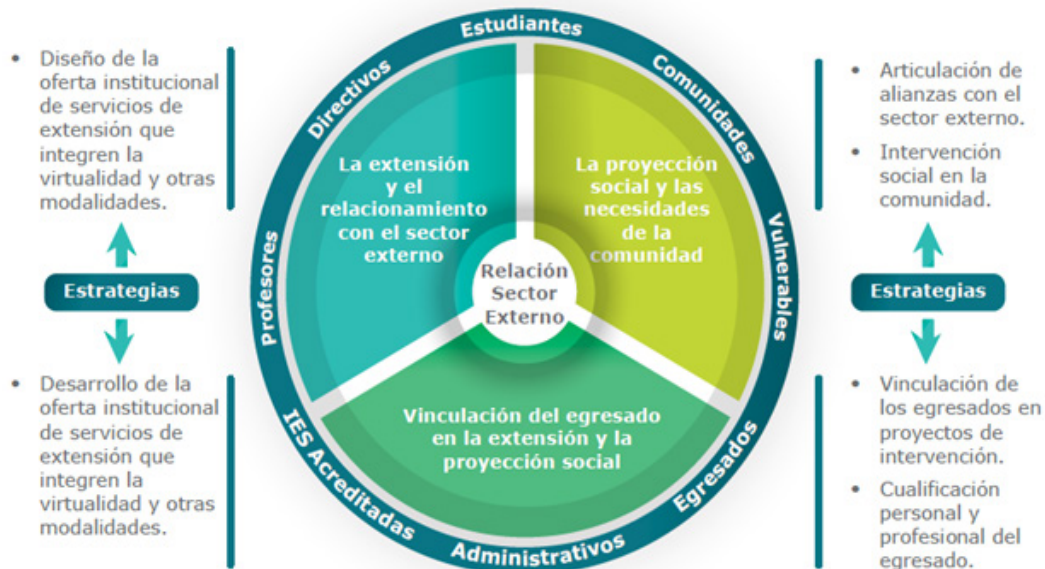 • Diseño de la
oferta institucional
de servicios de
extensión que
integren la
virtualidad y otras
modalidades.
Estrategias
• Desarrollo de la
oferta institucional
de servicios de
extensión que
integren la
virtualidad y otras
modalidades.
Estudiantes
Directivos
Comunidades
Profesores
Vulnerables
IES Acreditadas
Administrativos
Egresados
La extensión
y el
relacionamiento
con el sector
externo
La proyección
social y las
necesidades
de la
comunidad
Relación
Sector
Externo
Vinculación del egresado
en la extensión y la
proyección social
• Articulación de
alianzas con el
sector externo.
• Intervención
social en la
comunidad.
Estrategias
• Vinculación de
los egresados en
proyectos de
intervención.
• Cualificación
personal y
profesional del
egresado.